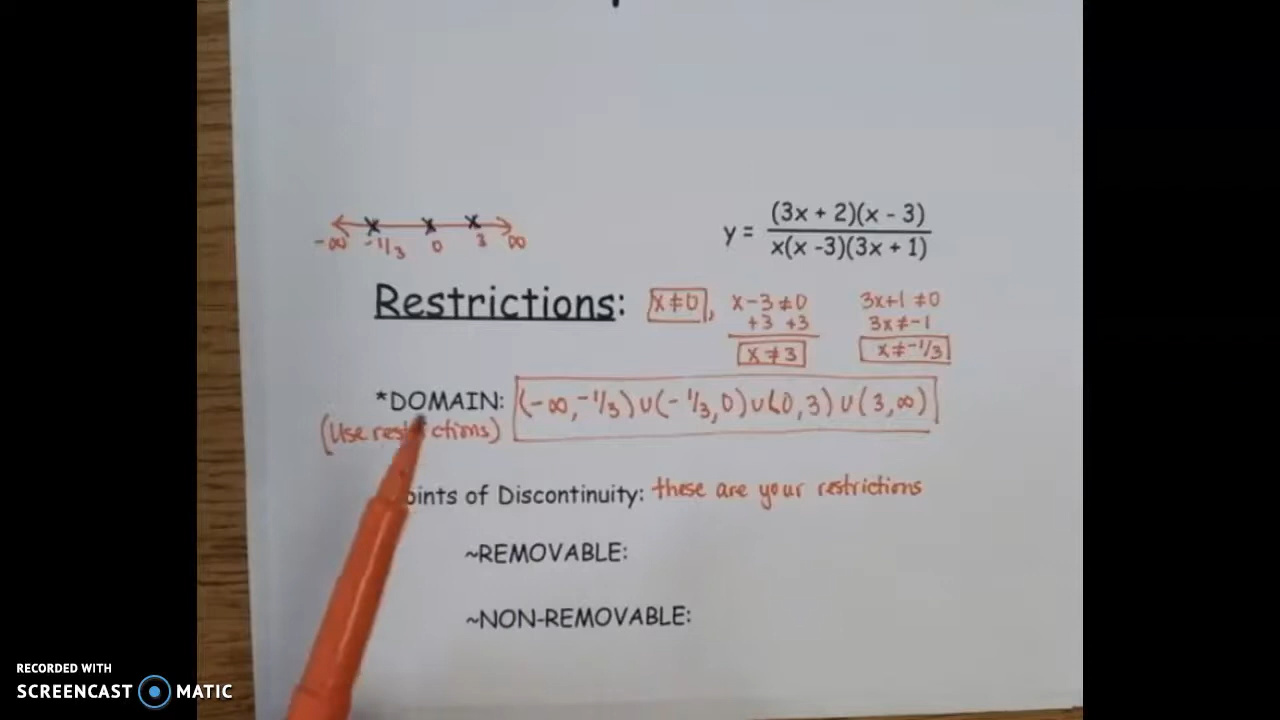 y = (3x + 2)(x - 3)
x(x -3)(3x + 1)
-∞ -1/3 0 3 ∞
Restrictions: x≠0, x-3≠0 3x+1≠0
+3 +3 3x≠-1
x≠3 x≠-1/3
*DOMAIN: (-∞,-1/3)∪(-1/3,0)∪(0,3)∪(3,∞)
(Use restrictions)
oints of Discontinuity: these are your restrictions
~REMOVABLE:
~NON-REMOVABLE:
RECORDED WITH
SCREENCAST MATIC